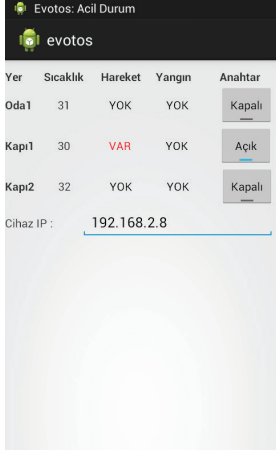 Evotos: Acil Durum
evotos
Yer Sıcaklık Hareket Yangın Anahtar
Oda1 31 YOK YOK Kapalı
Kapı1 30 VAR YOK Açık
Kapı2 32 YOK YOK Kapalı
Cihaz IP : 192.168.2.8